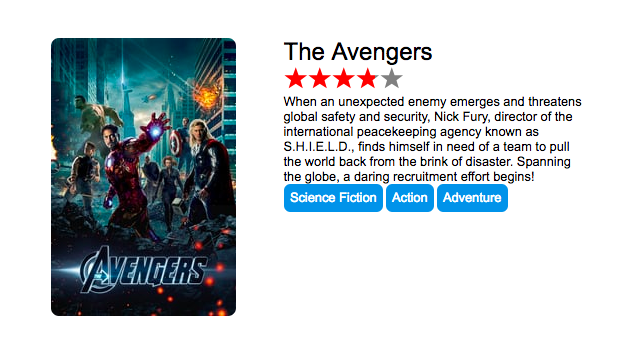 The Avengers
When an unexpected enemy emerges and threatens
global safety and security, Nick Fury, director of the
international peacekeeping agency known as
S.H.I.E.L.D., finds himself in need of a team to pull
the world back from the brink of disaster. Spanning
the globe, a daring recruitment effort begins!
Science Fiction Action Adventure
AVENGERS